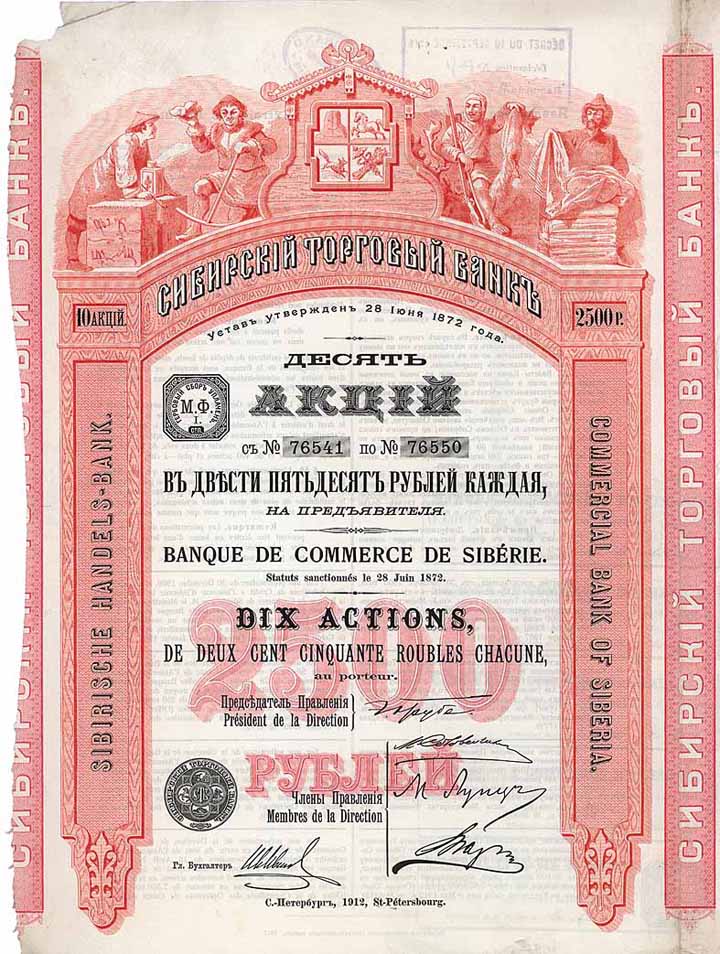 СИБИРСКІЙ ТОРГОВЫЙ БАНКЪ
10 АКЦІЙ.
2500 Р.
Уставъ утвержденъ 28 Іюня 1872 года.
ДЕСЯТЬ
АКЦІЙ
М.Ф.
I.
СТП.
съ № 76541 по № 76550
ВЪ ДВѢСТИ ПЯТЬДЕСЯТЪ РУБЛЕЙ КАЖДАЯ,
НА ПРЕДЪЯВИТЕЛЯ.
BANQUE DE COMMERCE DE SIBÉRIE.
Statuts sanctionnés le 28 Juin 1872.
2500
DIX ACTIONS,
DE DEUX CENT CINQUANTE ROUBLES CHACUNE,
au porteur.
Предсѣдатель Правленія
Président de la Direction
РУБЛЕЙ
Члены Правленія
Membres de la Direction
Гл. Бухгалтеръ
С.-Петербургъ, 1912, St-Pétersbourg.
SIBIRISCHE HANDELS-BANK.
COMMERCIAL BANK OF SIBERIA.
СИБИРСКІЙ ТОРГОВЫЙ БАНКЪ.
БАНКЪ.